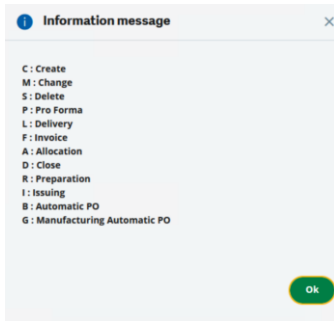 Information message
C : Create
M : Change
S : Delete
P : Pro Forma
L : Delivery
F : Invoice
A : Allocation
D : Close
R : Preparation
I : Issuing
B : Automatic PO
G : Manufacturing Automatic PO
Ok